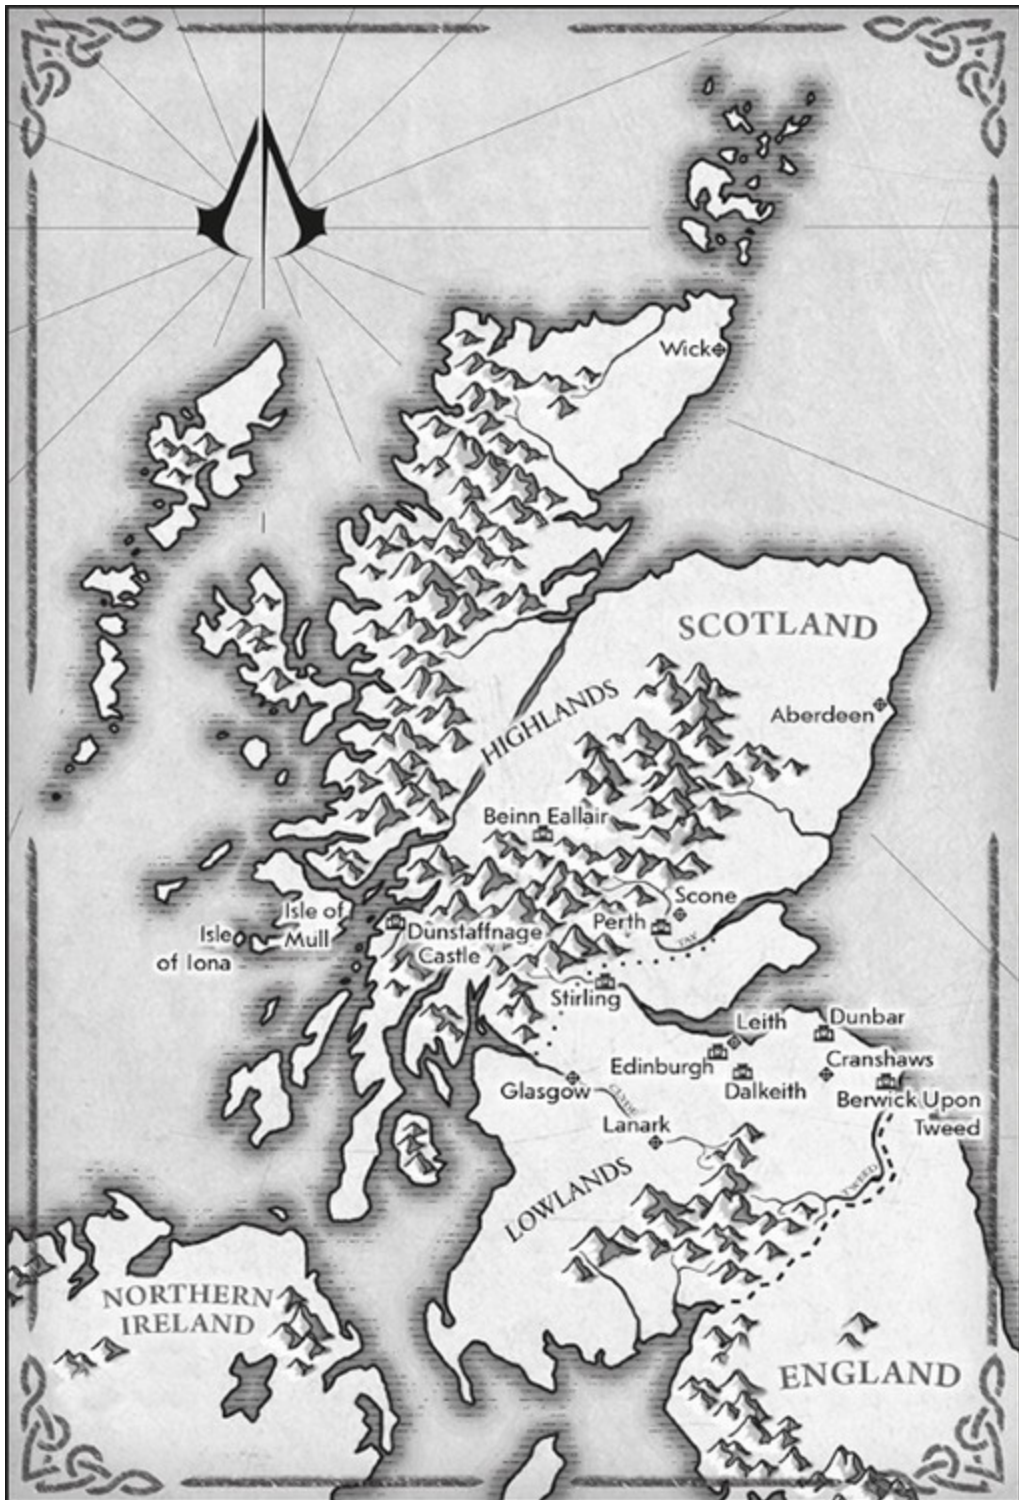 Wick
SCOTLAND
HIGHLANDS
Aberdeen
Beinn Eallair
Scone
Perth
TAY
Isle of
Mull
Isle
of Iona
Dunstaffnage
Castle
Stirling
Leith
Dunbar
Edinburgh
Cranshaws
Dalkeith
Berwick Upon
Tweed
Glasgow
CLYDE
Lanark
LOWLANDS
TWEED
NORTHERN
IRELAND
ENGLAND